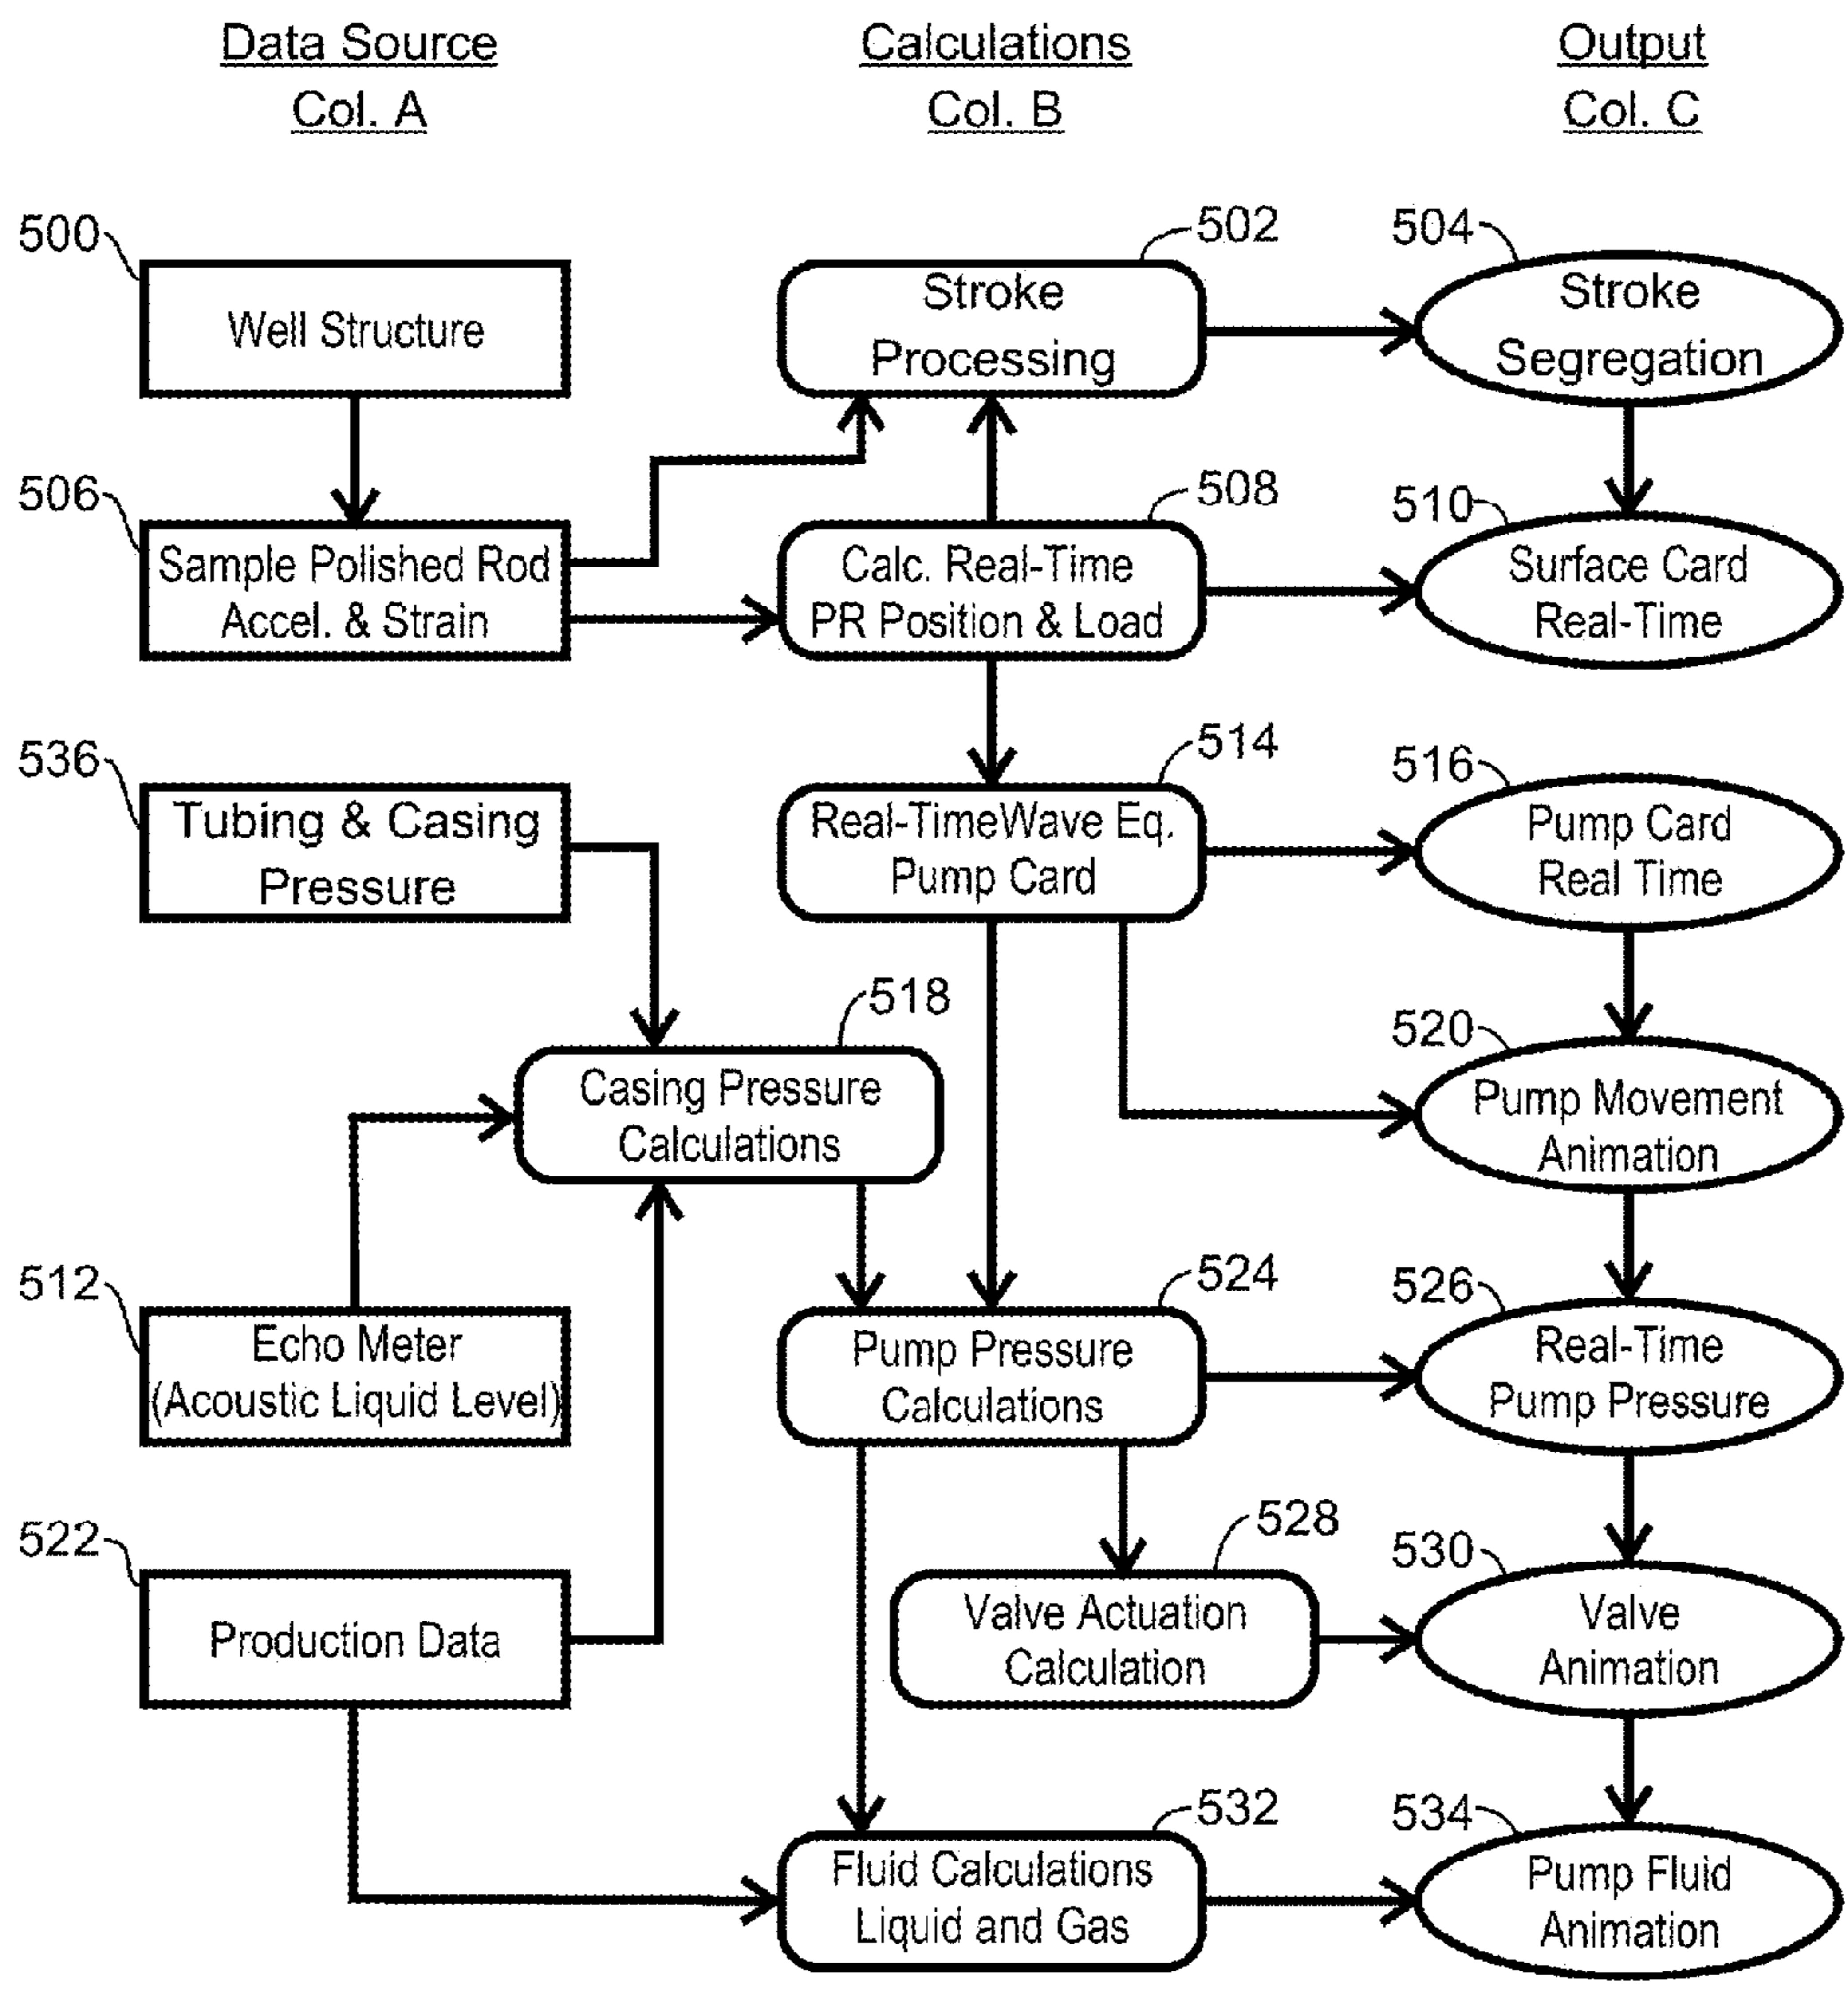 Data Source
Col. A
Calculations
Col. B
Output
Col. C
500
Well Structure
502
Stroke
Processing
504
Stroke
Segregation
506
Sample Polished Rod
Accel. & Strain
508
Calc. Real-Time
PR Position & Load
510
Surface Card
Real-Time
536
Tubing & Casing
Pressure
514
Real-TimeWave Eq.
Pump Card
516
Pump Card
Real Time
518
Casing Pressure
Calculations
520
Pump Movement
Animation
512
Echo Meter
(Acoustic Liquid Level)
524
Pump Pressure
Calculations
526
Real-Time
Pump Pressure
522
Production Data
528
Valve Actuation
Calculation
530
Valve
Animation
532
Fluid Calculations
Liquid and Gas
534
Pump Fluid
Animation